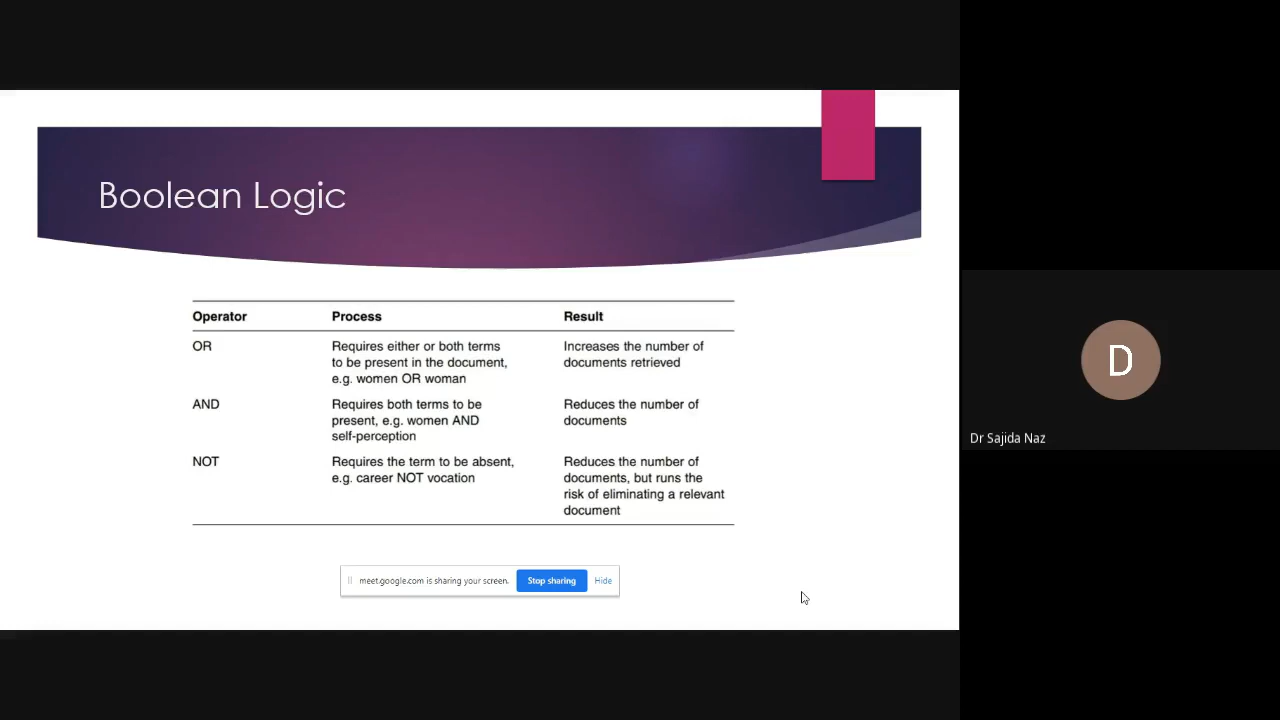 Boolean Logic
Operator Process Result
OR Requires either or both terms Increases the number of
to be present in the document, documents retrieved
e.g. women OR woman
AND Requires both terms to be Reduces the number of
present, e.g. women AND documents
self-perception
NOT Requires the term to be absent, Reduces the number of
e.g. career NOT vocation documents, but runs the
risk of eliminating a relevant
document
meet.google.com is sharing your screen. Stop sharing Hide
D
Dr Sajida Naz